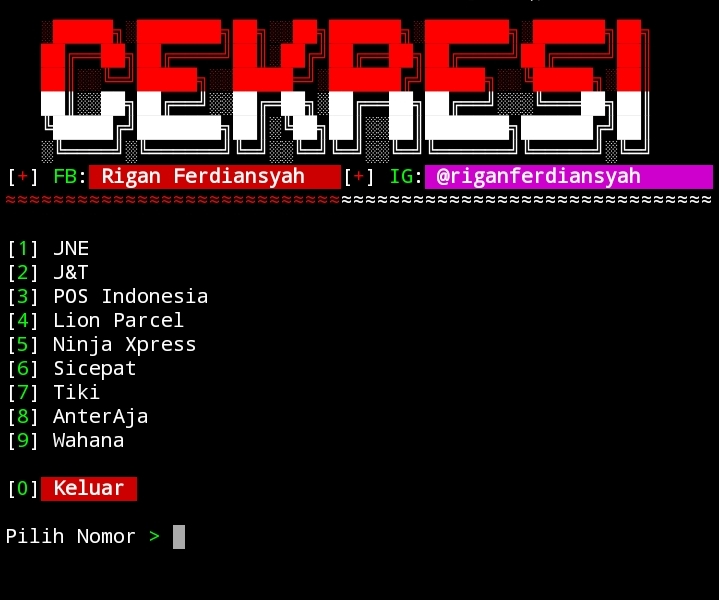 CEKRESI
[+] FB: Rigan Ferdiansyah [+] IG: @riganferdiansyah
≈≈≈≈≈≈≈≈≈≈≈≈≈≈≈≈≈≈≈≈≈≈≈≈≈≈≈≈≈≈≈≈≈≈≈≈≈≈≈≈≈≈≈≈≈≈≈≈≈≈≈≈≈≈≈≈≈≈≈
[1] JNE
[2] J&T
[3] POS Indonesia
[4] Lion Parcel
[5] Ninja Xpress
[6] Sicepat
[7] Tiki
[8] AnterAja
[9] Wahana
[0] Keluar
Pilih Nomor >